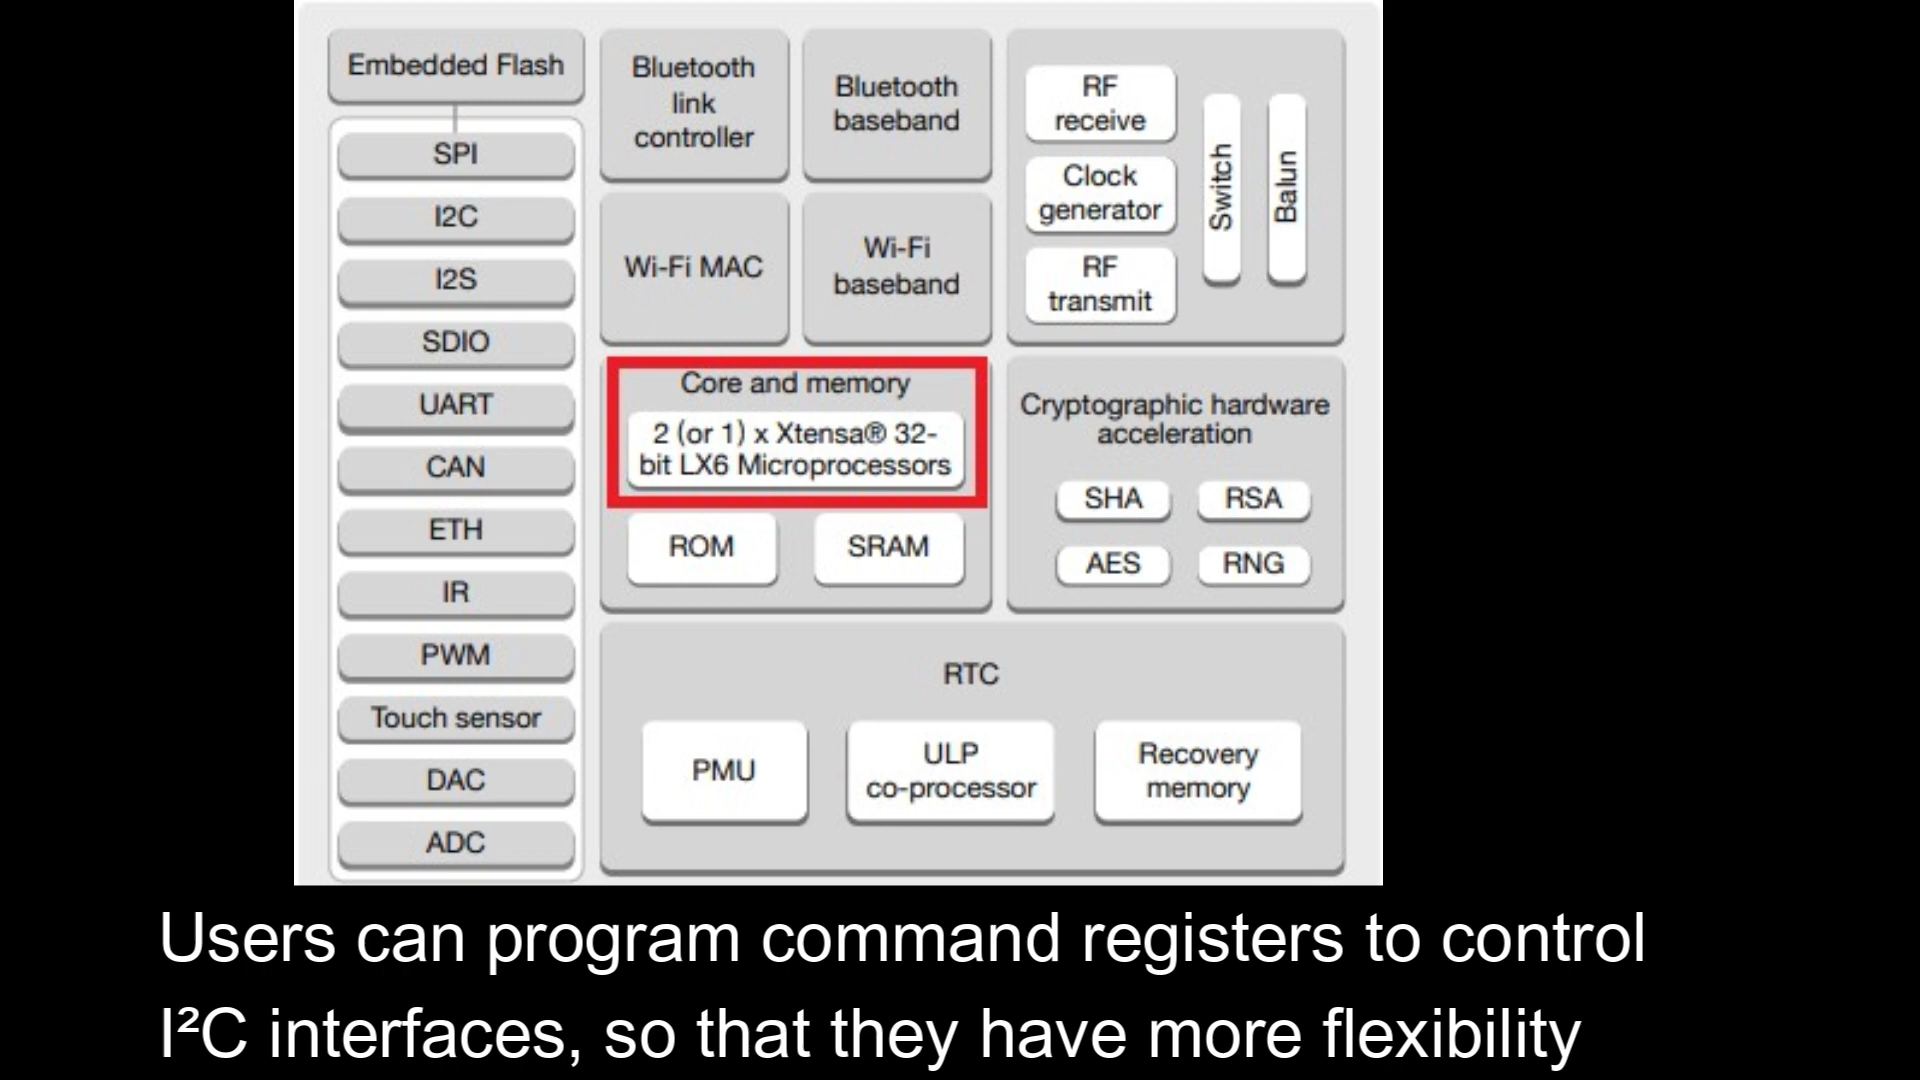 Embedded Flash
SPI
I2C
I2S
SDIO
UART
CAN
ETH
IR
PWM
Touch sensor
DAC
ADC
Bluetooth
link
controller
Bluetooth
baseband
Wi-Fi MAC
Wi-Fi
baseband
RF
receive
Clock
generator
RF
transmit
Switch
Balun
Core and memory
2 (or 1) x Xtensa® 32-
bit LX6 Microprocessors
ROM
SRAM
Cryptographic hardware
acceleration
SHA
RSA
AES
RNG
RTC
PMU
ULP
co-processor
Recovery
memory
Users can program command registers to control
I²C interfaces, so that they have more flexibility